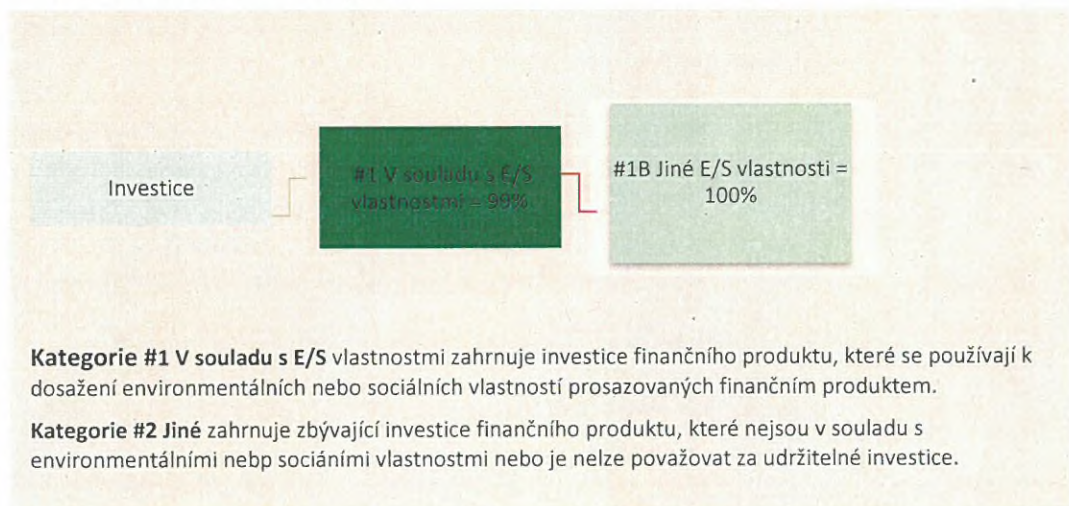 Investice
#1 V souladu s E/S
vlastnostmi = 99%
#1B Jiné E/S vlastnosti =
100%
Kategorie #1 V souladu s E/S vlastnostmi zahrnuje investice finančního produktu, které se používají k
dosažení environmentálních nebo sociálních vlastností prosazovaných finančním produktem.
Kategorie #2 Jiné zahrnuje zbývající investice finančního produktu, které nejsou v souladu s
environmentálními nebp sociáními vlastnostmi nebo je nelze považovat za udržitelné investice.